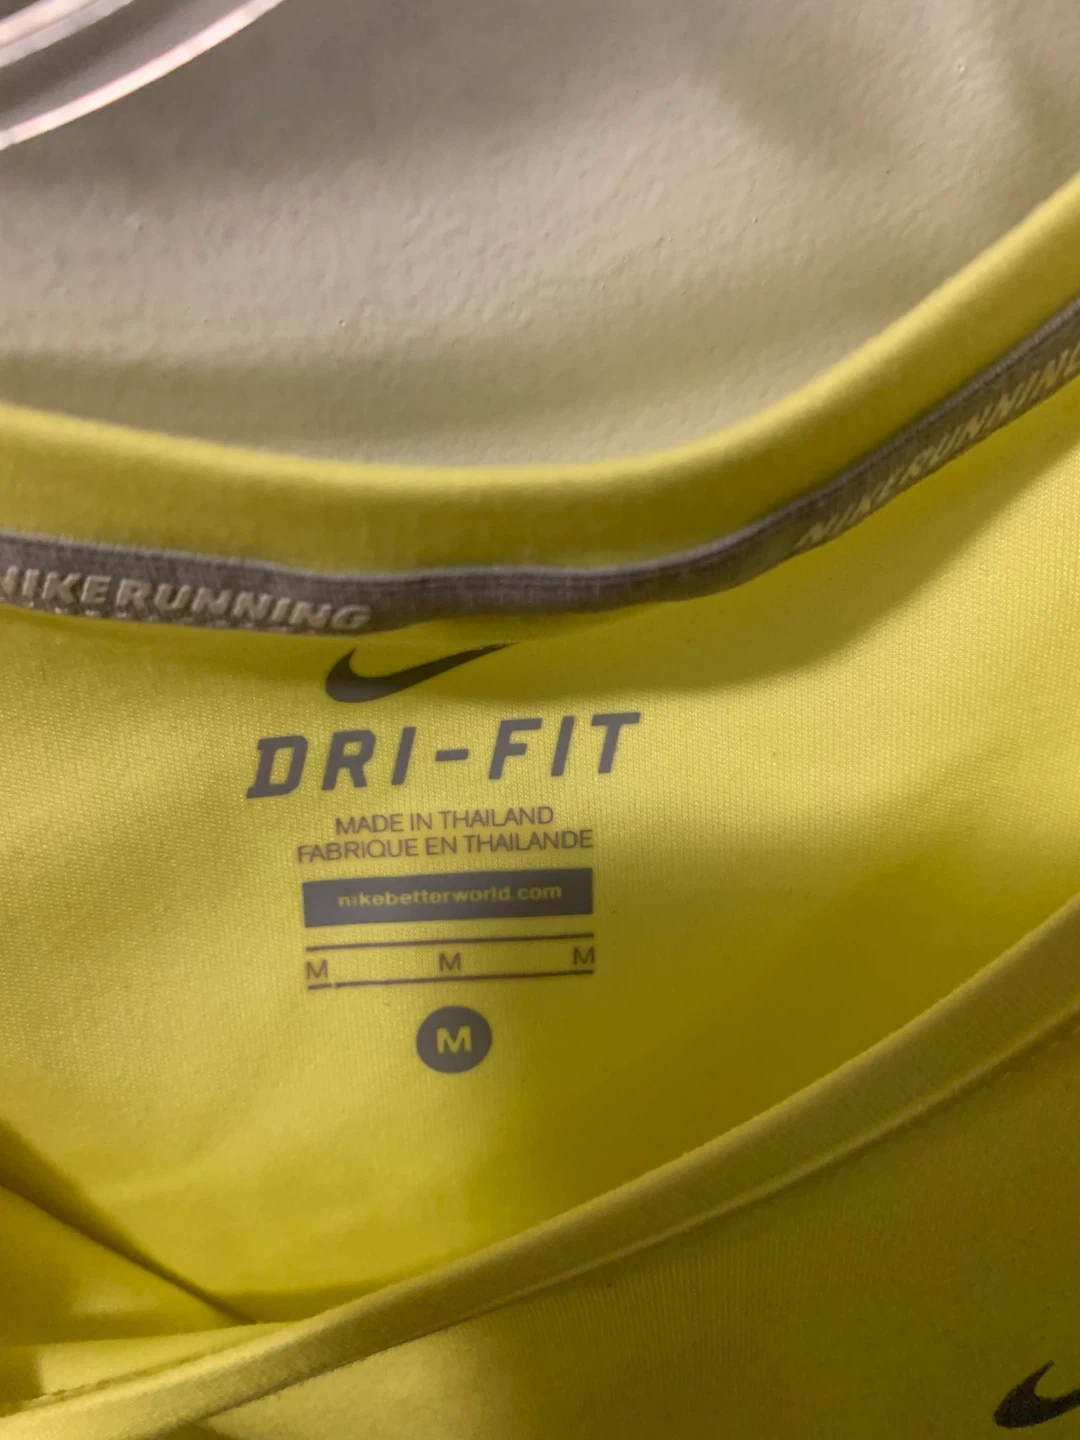 NIKERUNNING
NIKERUNNING
DRI-FIT
MADE IN THAILAND
FABRIQUE EN THAILANDE
nikebetterworld.com
M M M
M